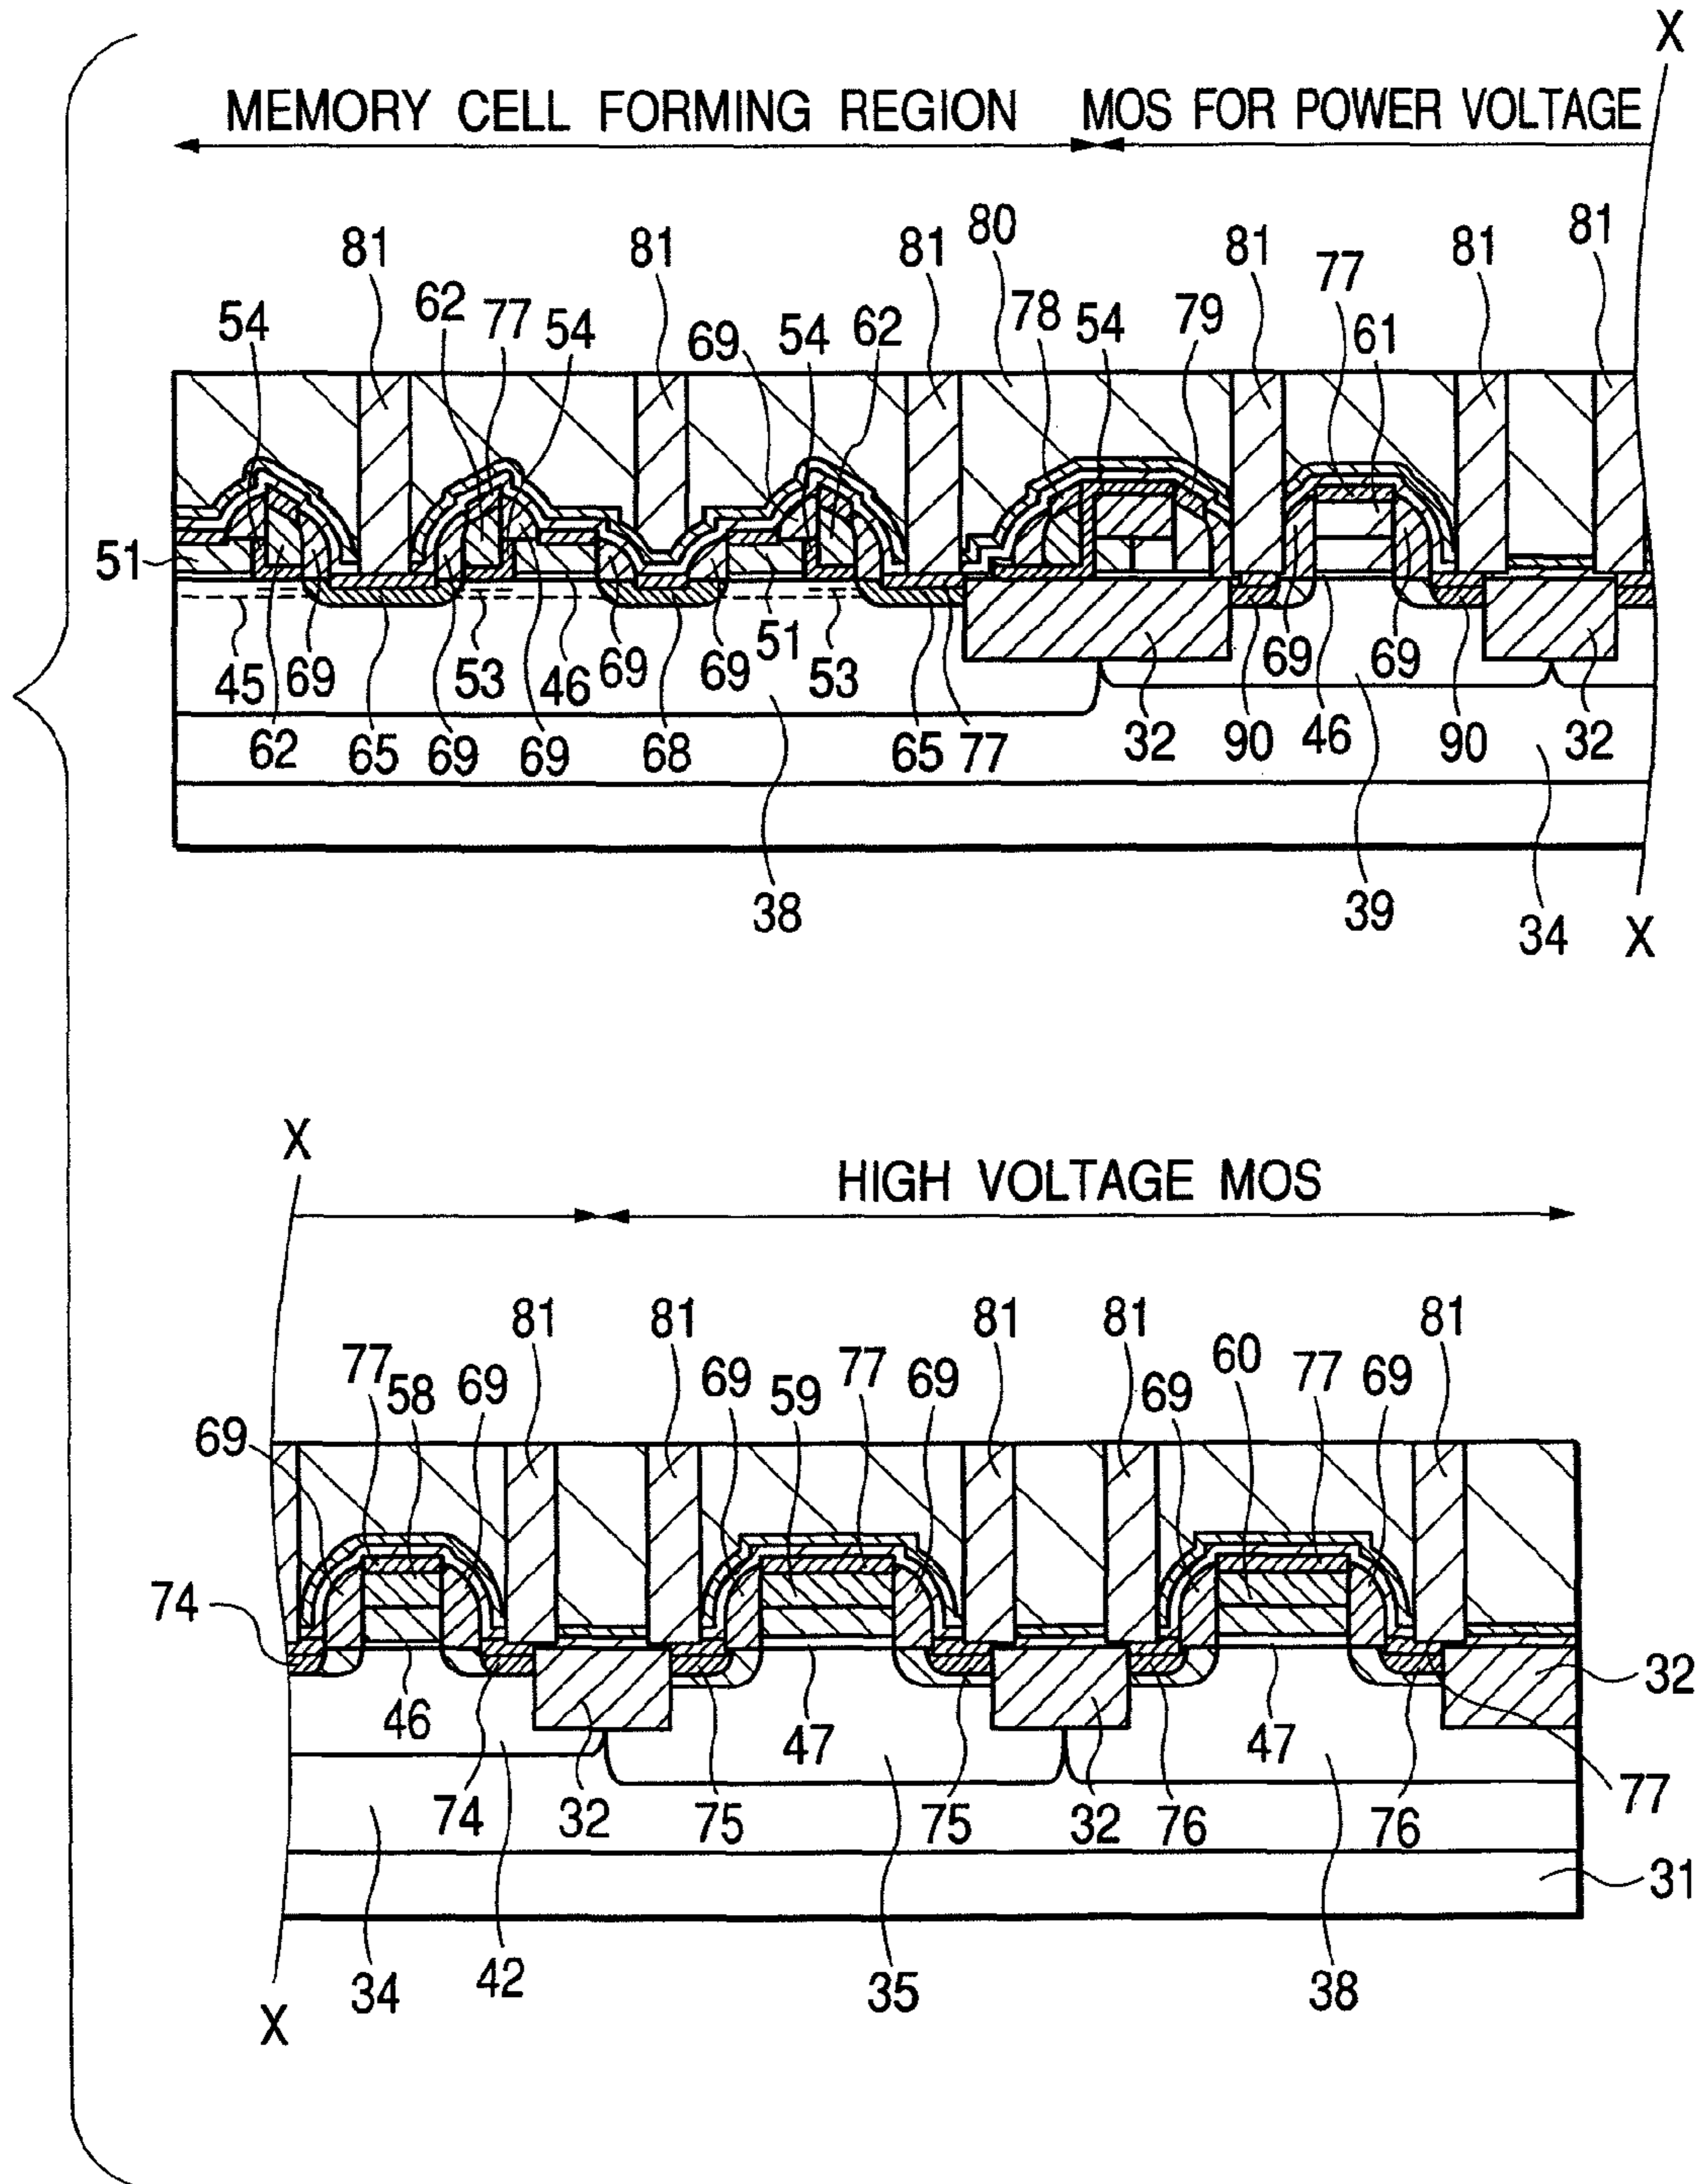 X
MEMORY CELL FORMING REGION MOS FOR POWER VOLTAGE
81 81 81 80 81 81 81
62 77 54 69 54 62 78 54 79 77 61
54
51
45 69 53 46 69 69 51 53 69 69
62 65 69 69 68 65 77 32 90 46 90 32
38 39 34 X
X
HIGH VOLTAGE MOS
81 81 81 81 81
77 58 69 69 59 77 69 69 60 77 69
69
74
46 47 47 32
74 32 75 75 32 76 76 77
31
34 42 35 38
X